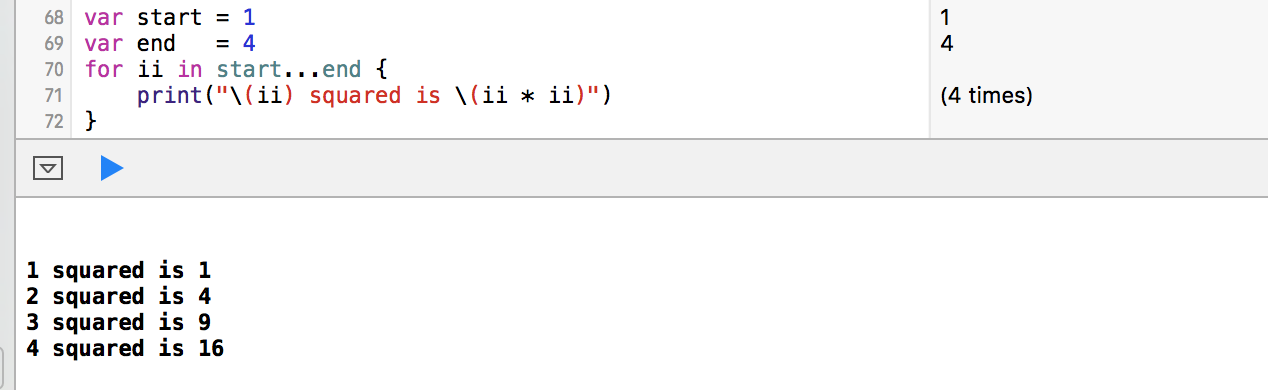 68 var start = 1 1
69 var end   = 4 4
70 for ii in start...end {
71     print("\(ii) squared is \(ii * ii)") (4 times)
72 }
1 squared is 1
2 squared is 4
3 squared is 9
4 squared is 16